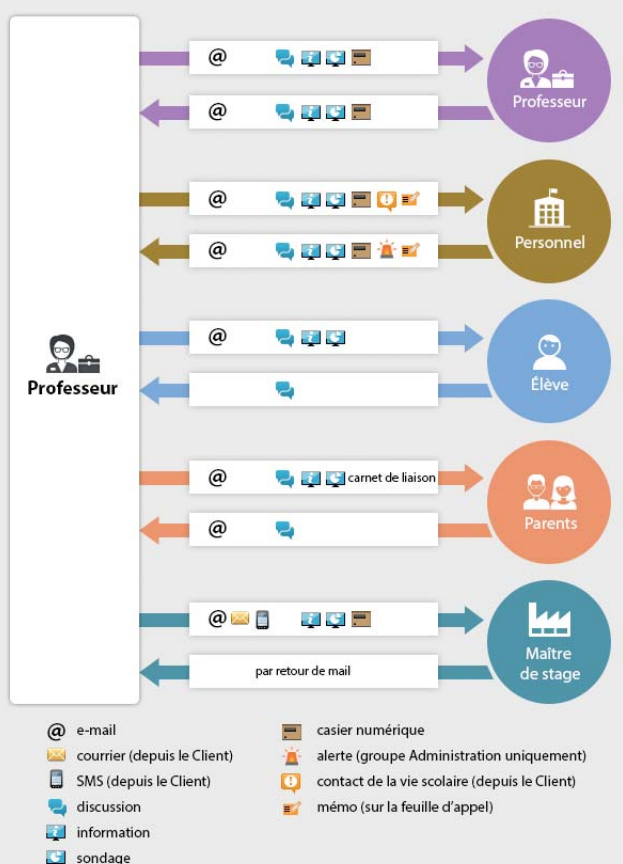 @
@
Professeur
@
@
Personnel
Professeur
@
Élève
@ carnet de liaison
@
Parents
@
par retour de mail
Maître
de stage
@ e-mail
courrier (depuis le Client)
SMS (depuis le Client)
discussion
information
sondage
casier numérique
alerte (groupe Administration uniquement)
contact de la vie scolaire (depuis le Client)
mémo (sur la feuille d'appel)